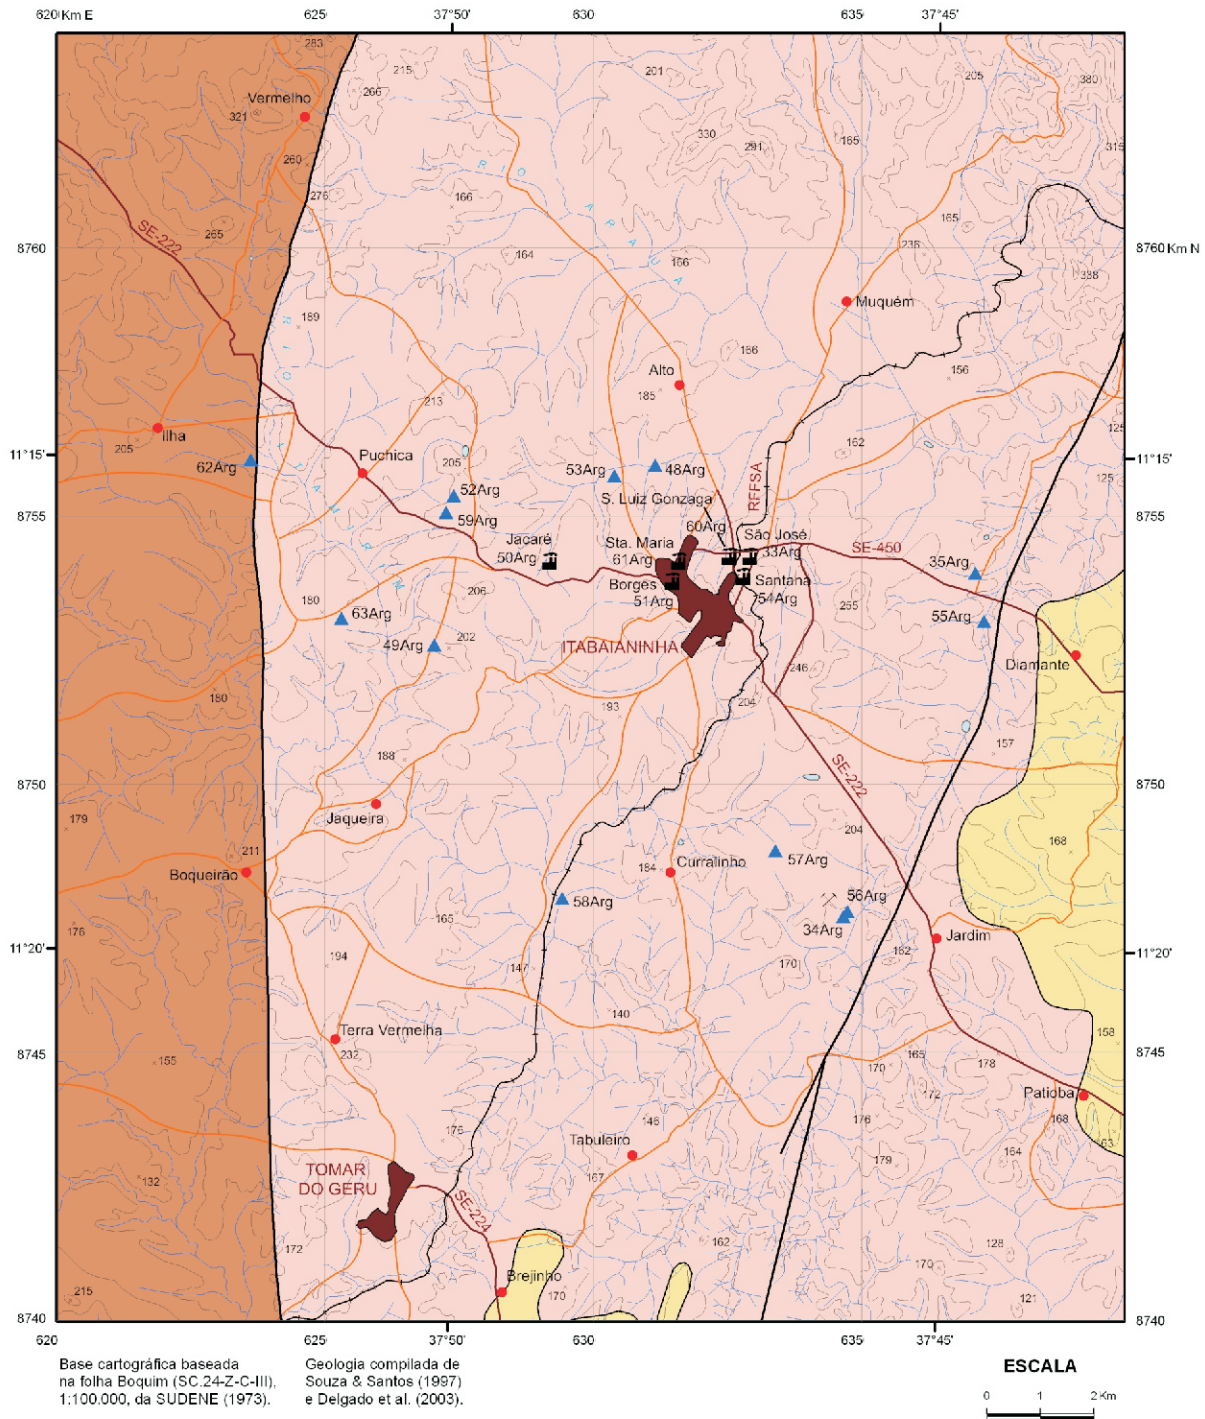 620 Km E
625
37°50'
630
635
37°45'
283
215
266
201
205
380
Vermelho
321
330
291
165
315
260
276
166
RIO ARAUÁ
265
SE-222
164
166
165
236
8760
8760 Km N
338
189
Muquém
RIO ITAMIRIM
166
156
Alto
185
213
Ilha
205
162
125
11°15'
Puchica
205
62Arg
53Arg
48Arg
11°15'
52Arg
RFFSA
125
S. Luiz Gonzaga
8755
59Arg
8755
60Arg
Jacaré
Sta. Maria
São José
50Arg
61Arg
33Arg
SE-450
35Arg
Borges
Santana
206
51Arg
54Arg
180
255
63Arg
55Arg
49Arg
202
ITABAIANINHA
246
Diamante
180
193
204
157
188
SE-222
8750
8750
Jaqueira
179
204
168
211
57Arg
Boqueirão
184
Curralinho
56Arg
58Arg
165
34Arg
176
Jardim
11°20'
11°20'
194
147
170
162
140
158
Terra Vermelha
232
8745
8745
155
165
178
170
172
Patioba
176
146
168
163
176
Tabuleiro
179
164
TOMAR
DO GERU
167
132
SE-224
172
162
128
Brejinho
170
170
215
121
8740
8740
620
625
37°50'
630
635
37°45'
Base cartográfica baseada
na folha Boquim (SC.24-Z-C-III),
1:100.000, da SUDENE (1973).
Geologia compilada de
Souza & Santos (1997)
e Delgado et al. (2003).
ESCALA
0 1 2 Km